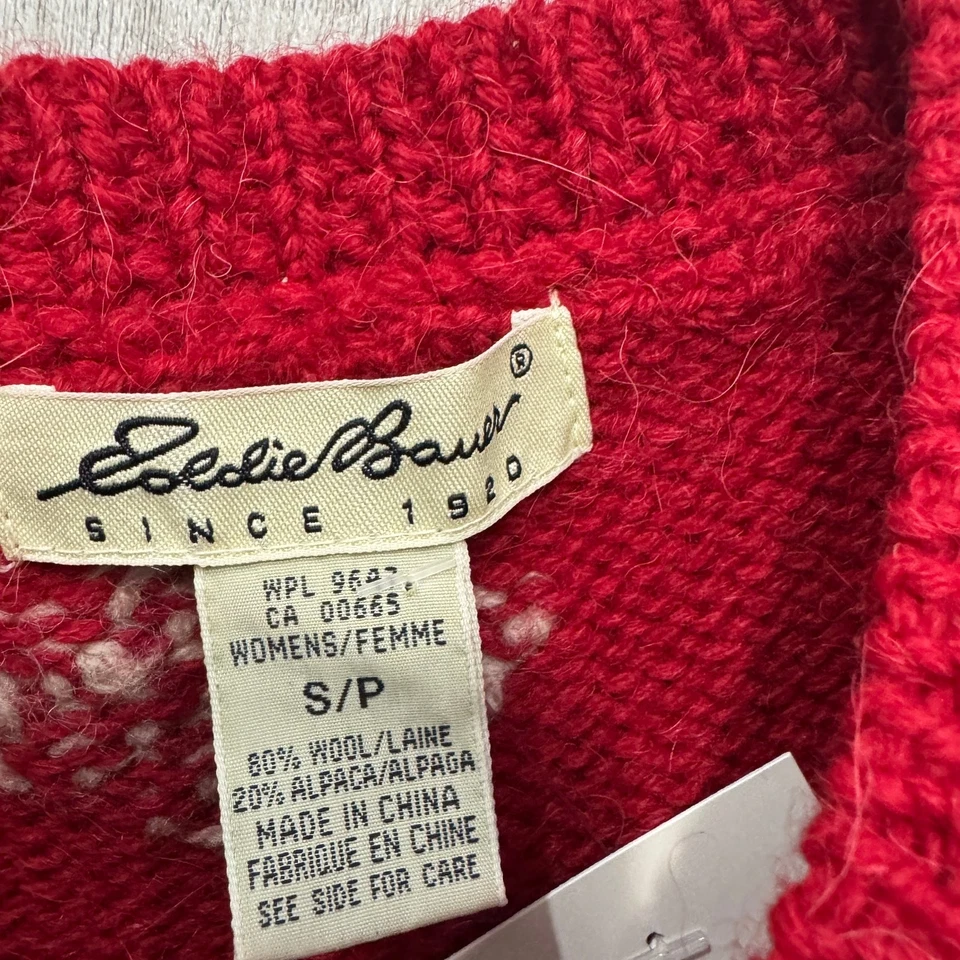 Eddie Bauer®
SINCE 1920
WPL
CA 00665
WOMENS/FEMME
S/P
80% WOOL/LAINE
20% ALPACA/ALPAGA
MADE IN CHINA
FABRIQUE EN CHINE
SEE SIDE FOR CARE